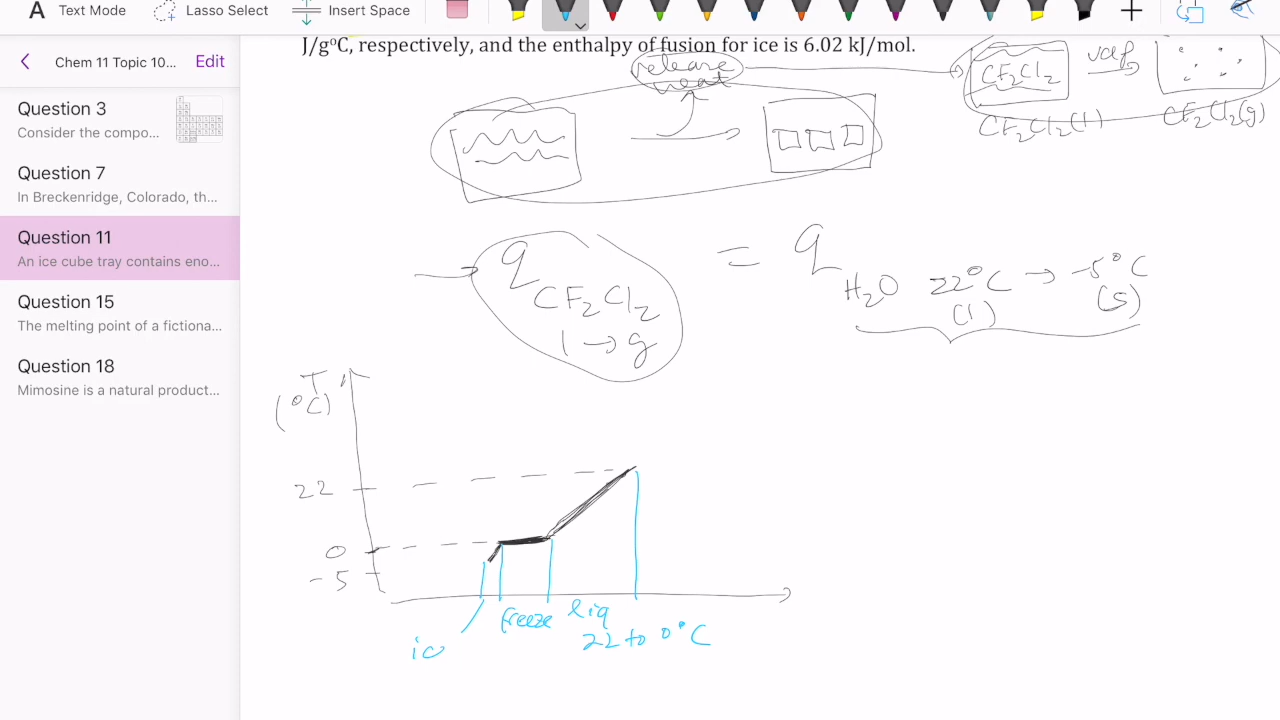 A Text Mode Lasso Select Insert Space
Chem 11 Topic 10... Edit
Question 3
Consider the compo...
Question 7
In Breckenridge, Colorado, th...
Question 11
An ice cube tray contains eno...
Question 15
The melting point of a fictiona...
Question 18
Mimosine is a natural product...
J/g°C, respectively, and the enthalpy of fusion for ice is 6.02 kJ/mol.
release
heat
CF₂Cl₂ vap
CF₂Cl₂(l) CF₂Cl₂(g)
q CF₂Cl₂ l → g = q H₂O 22°C (l) → -5°C (s)
T
(°C)
22
0
-5
freeze liq
22 to 0°C
ic